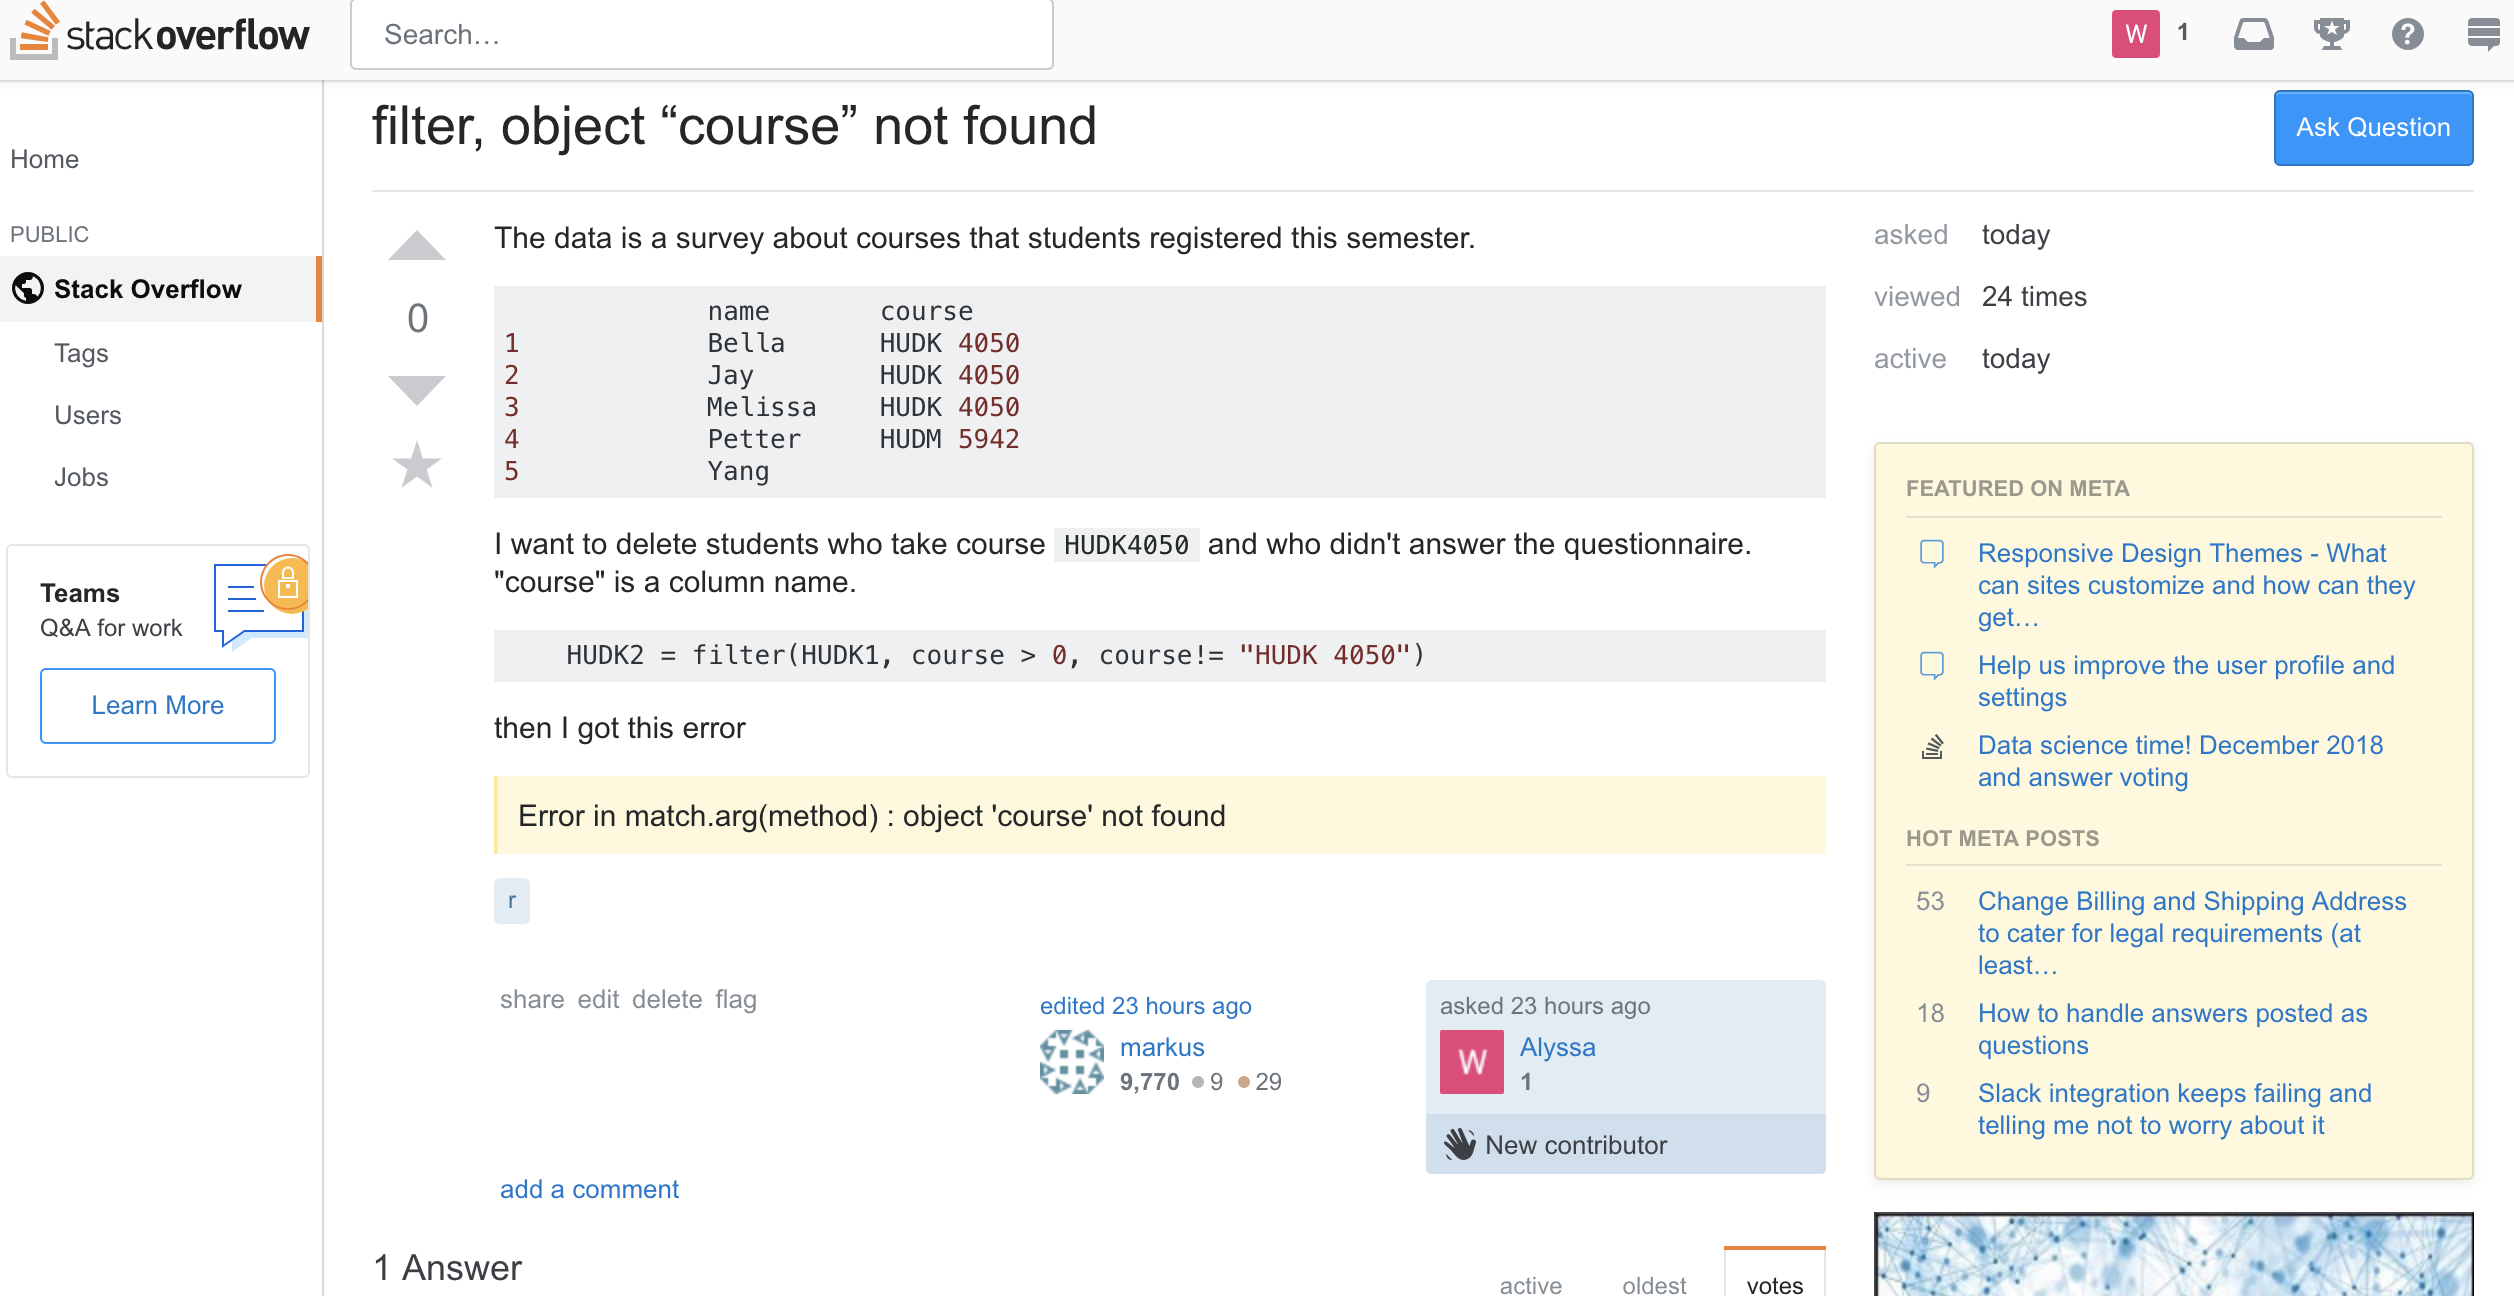 stackoverflow
Search…
W 1
Home
PUBLIC
Stack Overflow
Tags
Users
Jobs
Teams
Q&A for work
Learn More
filter, object “course” not found
Ask Question
0
The data is a survey about courses that students registered this semester.
name course
1 Bella HUDK 4050
2 Jay HUDK 4050
3 Melissa HUDK 4050
4 Petter HUDM 5942
5 Yang
I want to delete students who take course HUDK4050 and who didn't answer the questionnaire.
"course" is a column name.
HUDK2 = filter(HUDK1, course > 0, course!= "HUDK 4050")
then I got this error
Error in match.arg(method) : object 'course' not found
r
share edit delete flag
edited 23 hours ago
markus
9,770 9 29
asked 23 hours ago
W
Alyssa
1
New contributor
add a comment
1 Answer
active oldest votes
asked today
viewed 24 times
active today
FEATURED ON META
Responsive Design Themes - What
can sites customize and how can they
get…
Help us improve the user profile and
settings
Data science time! December 2018
and answer voting
HOT META POSTS
53 Change Billing and Shipping Address
to cater for legal requirements (at
least…
18 How to handle answers posted as
questions
9 Slack integration keeps failing and
telling me not to worry about it